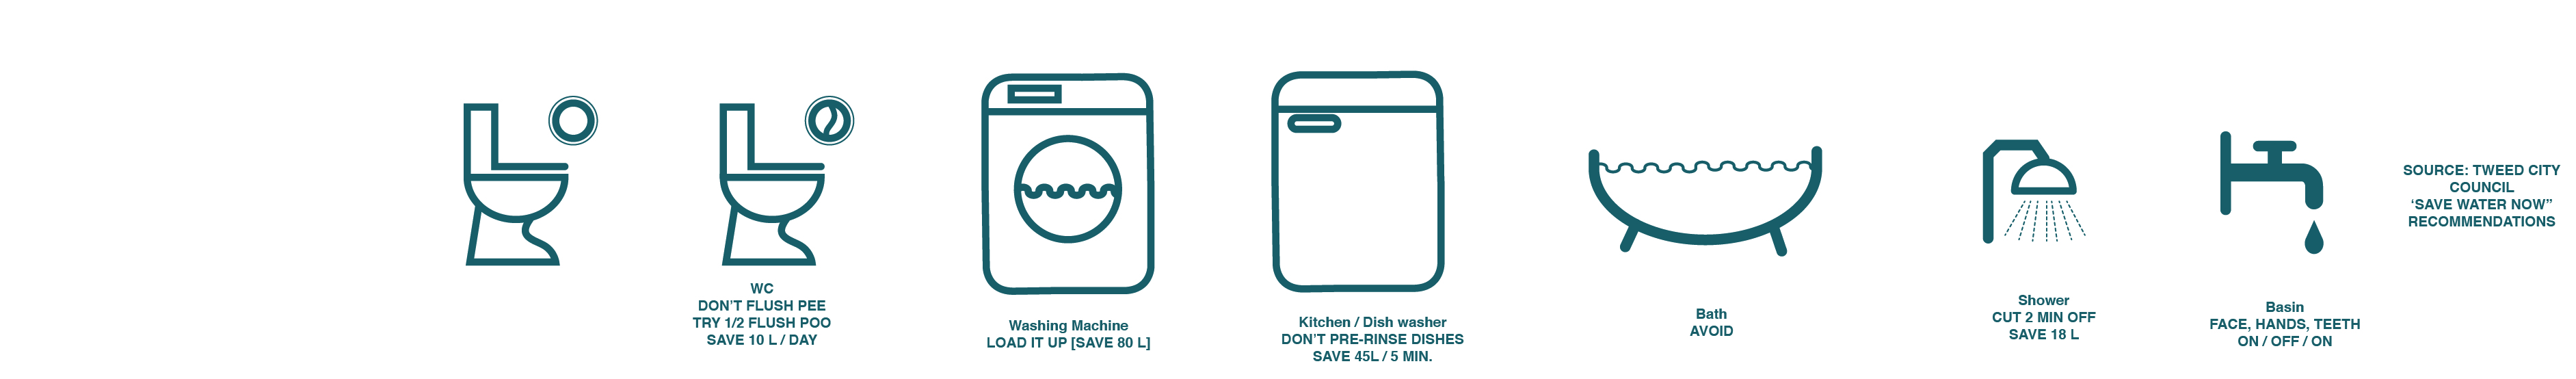 WC
DON'T FLUSH PEE
TRY 1/2 FLUSH POO
SAVE 10 L / DAY
Washing Machine
LOAD IT UP [SAVE 80 L]
Kitchen / Dish washer
DON'T PRE-RINSE DISHES
SAVE 45L / 5 MIN.
Bath
AVOID
Shower
CUT 2 MIN OFF
SAVE 18 L
Basin
FACE, HANDS, TEETH
ON / OFF / ON
SOURCE: TWEED CITY
COUNCIL
‘SAVE WATER NOW”
RECOMMENDATIONS